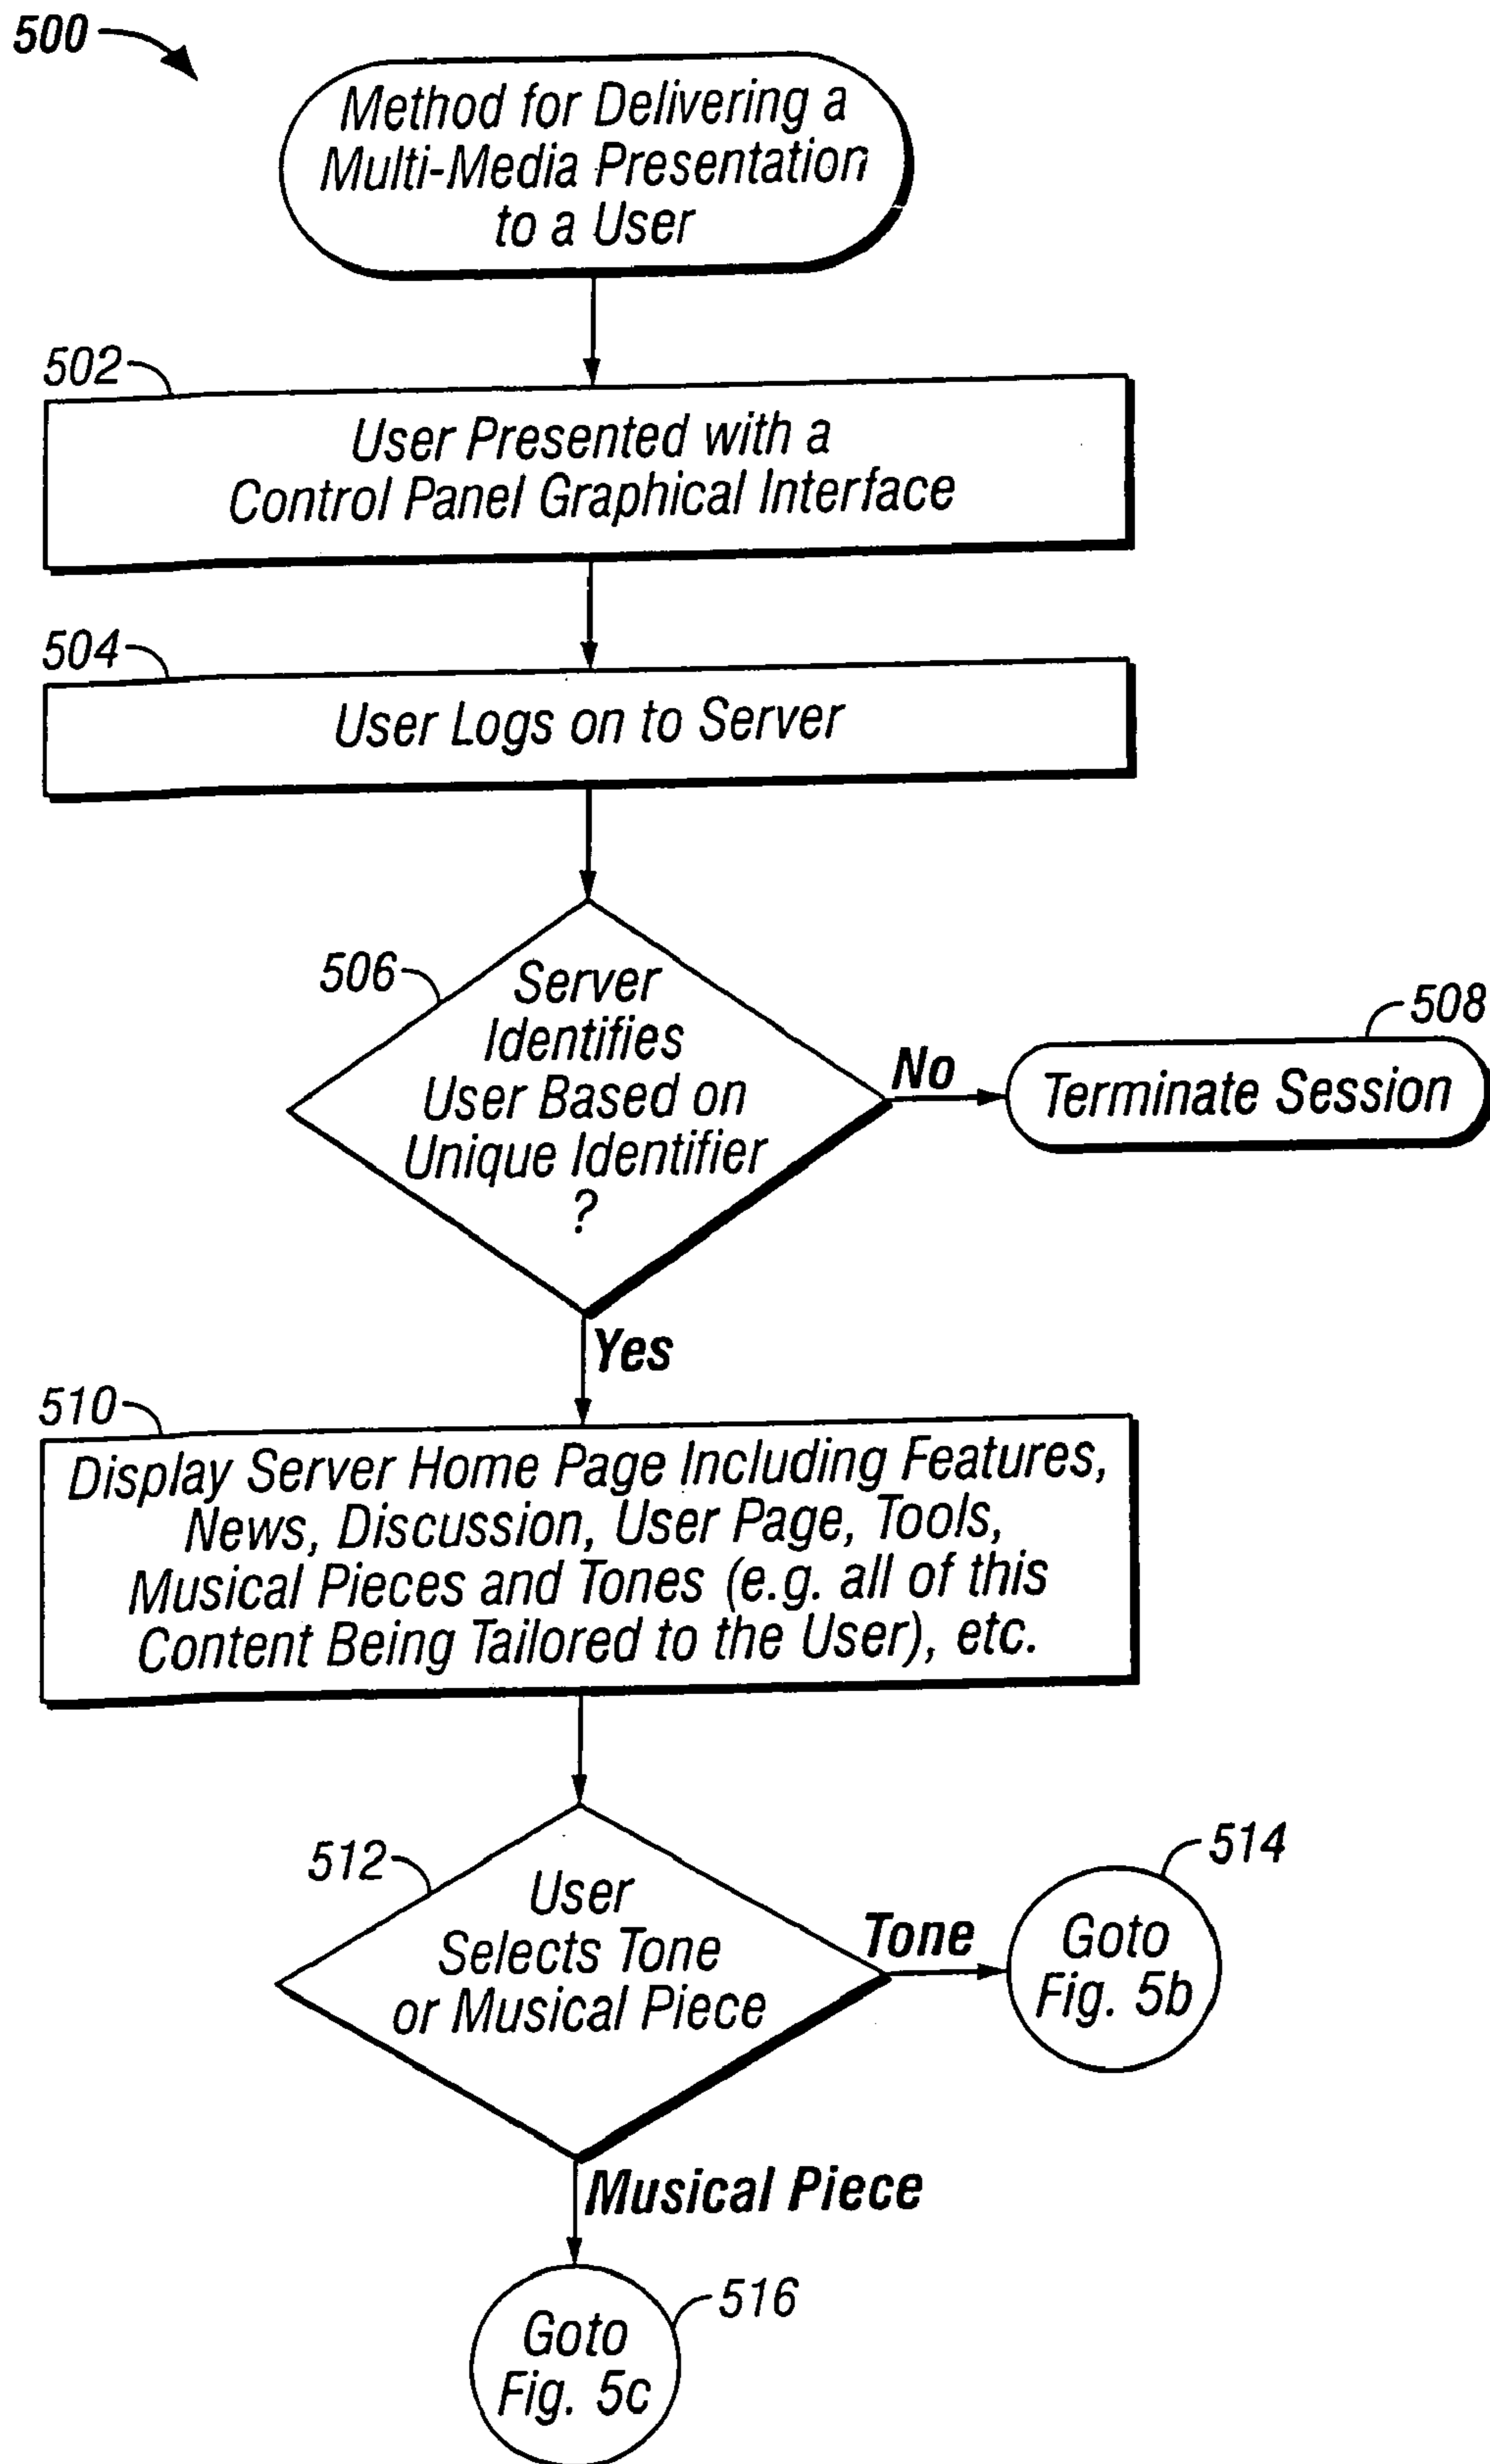 500
Method for Delivering a
Multi-Media Presentation
to a User
502
User Presented with a
Control Panel Graphical Interface
504
User Logs on to Server
506
Server
Identifies
User Based on
Unique Identifier
?
No
508
Terminate Session
Yes
510
Display Server Home Page Including Features,
News, Discussion, User Page, Tools,
Musical Pieces and Tones (e.g. all of this
Content Being Tailored to the User), etc.
512
User
Selects Tone
or Musical Piece
Tone
514
Goto
Fig. 5b
Musical Piece
516
Goto
Fig. 5c